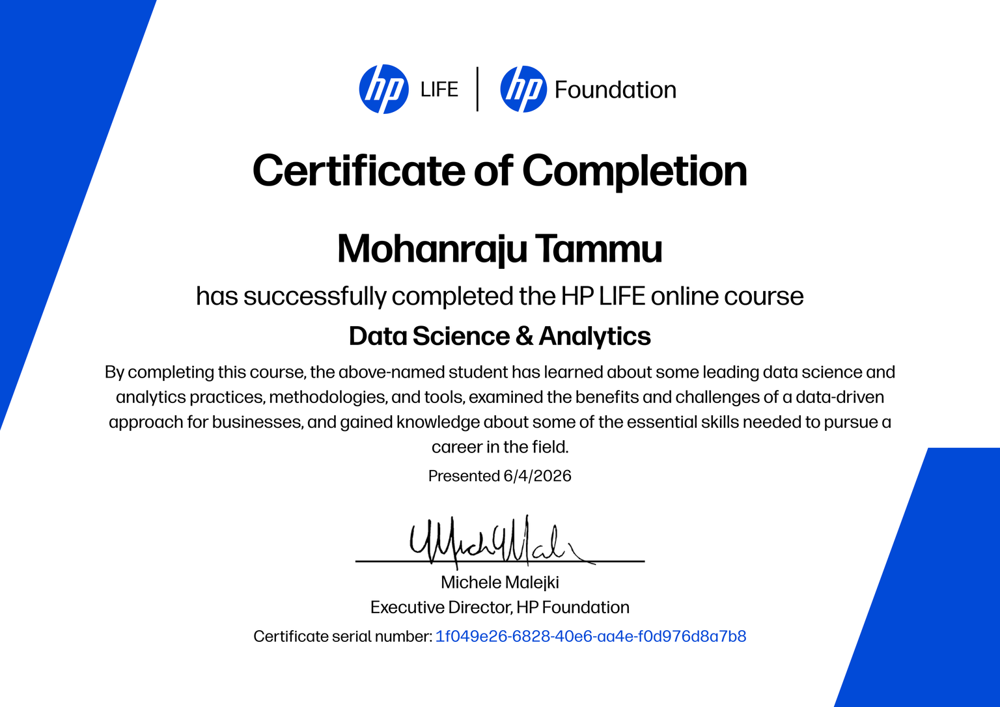 hp LIFE | hp Foundation
Certificate of Completion
Mohanraju Tammu
has successfully completed the HP LIFE online course
Data Science & Analytics
By completing this course, the above-named student has learned about some leading data science and
analytics practices, methodologies, and tools, examined the benefits and challenges of a data-driven
approach for businesses, and gained knowledge about some of the essential skills needed to pursue a
career in the field.
Presented 6/4/2026
Michele Malejki
Executive Director, HP Foundation
Certificate serial number: 1f049e26-6828-40e6-aa4e-f0d976d8a7b8